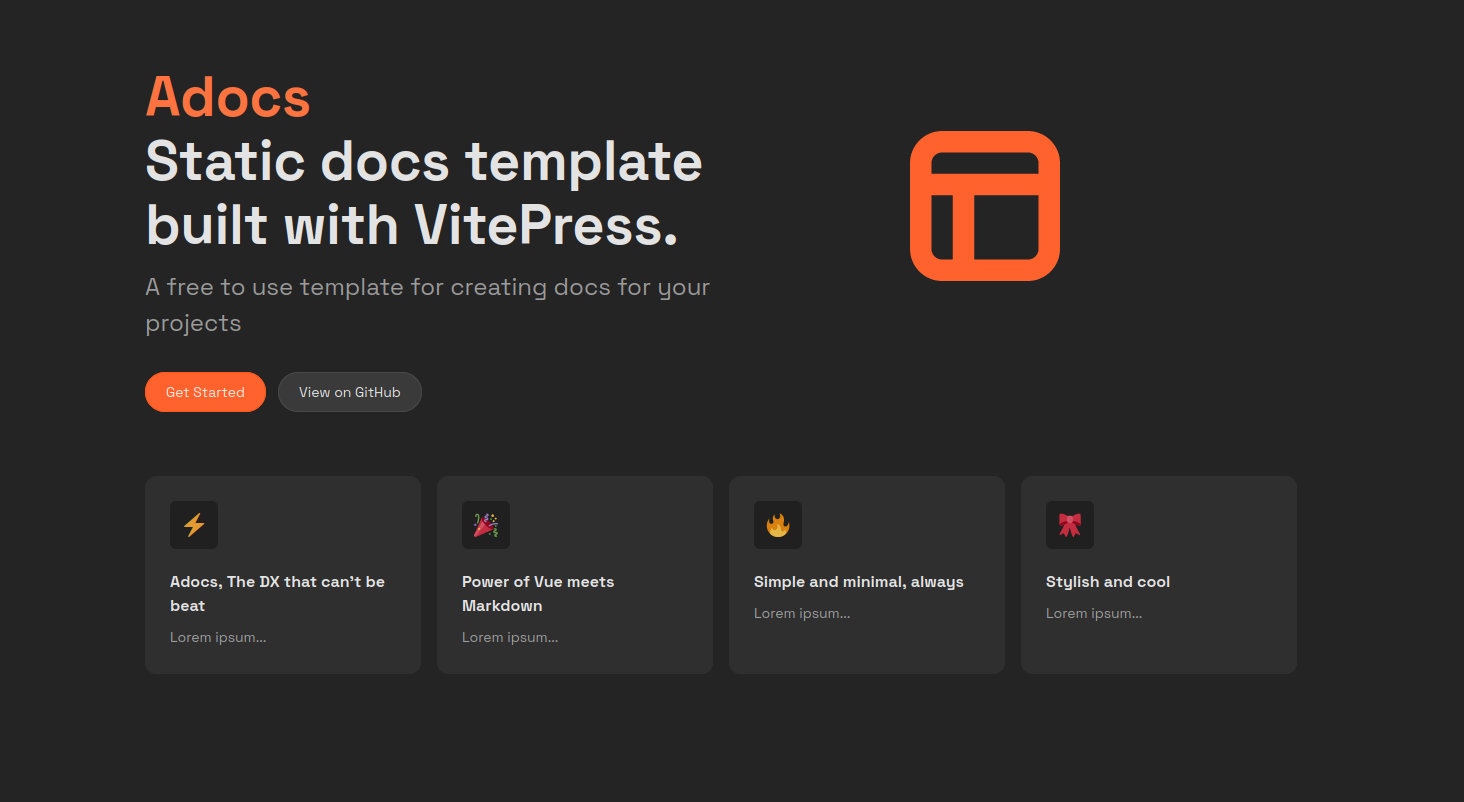 Adocs
Static docs template
built with VitePress.
A free to use template for creating docs for your
projects
Get Started
View on GitHub
Adocs, The DX that can't be
beat
Lorem ipsum...
Power of Vue meets
Markdown
Lorem ipsum...
Simple and minimal, always
Lorem ipsum...
Stylish and cool
Lorem ipsum...